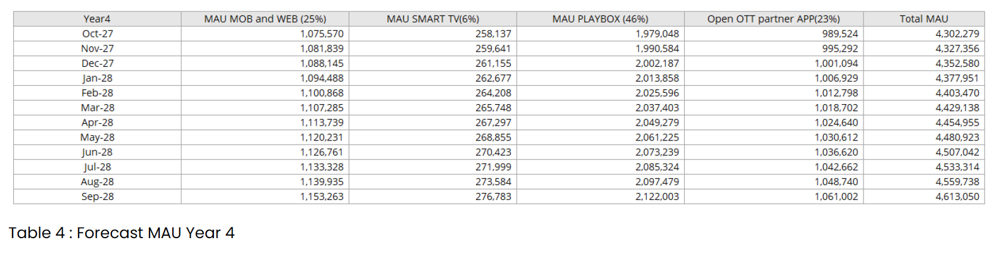 Year4 MAU MOB and WEB (25%) MAU SMART TV(6%) MAU PLAYBOX (46%) Open OTT partner APP(23%) Total MAU
Oct-27 1,075,570 258,137 1,979,048 989,524 4,302,279
Nov-27 1,081,839 259,641 1,990,584 995,292 4,327,356
Dec-27 1,088,145 261,155 2,002,187 1,001,094 4,352,580
Jan-28 1,094,488 262,677 2,013,858 1,006,929 4,377,951
Feb-28 1,100,868 264,208 2,025,596 1,012,798 4,403,470
Mar-28 1,107,285 265,748 2,037,403 1,018,702 4,429,138
Apr-28 1,113,739 267,297 2,049,279 1,024,640 4,454,955
May-28 1,120,231 268,855 2,061,225 1,030,612 4,480,923
Jun-28 1,126,761 270,423 2,073,239 1,036,620 4,507,042
Jul-28 1,133,328 271,999 2,085,324 1,042,662 4,533,314
Aug-28 1,139,935 273,584 2,097,479 1,048,740 4,559,738
Sep-28 1,153,263 276,783 2,122,003 1,061,002 4,613,050
Table 4 : Forecast MAU Year 4